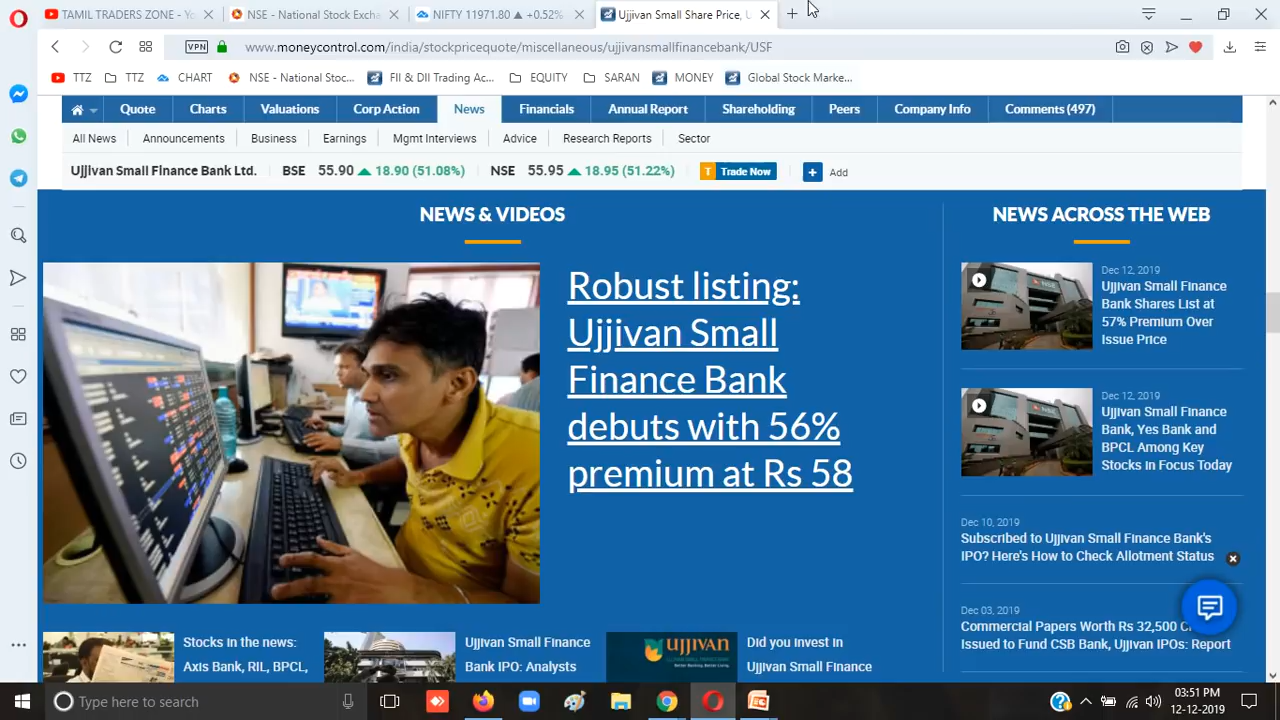 TAMIL TRADERS ZONE - Yo
NSE - National Stock Excha
NIFTY 11971.80 ▲ +0.52%
Ujjivan Small Share Price, U
VPN
www.moneycontrol.com/india/stockpricequote/miscellaneous/ujjivansmallfinancebank/USF
TTZ
TTZ
CHART
NSE - National Stoc...
FII & DII Trading Ac...
EQUITY
SARAN
MONEY
Global Stock Marke...
Quote
Charts
Valuations
Corp Action
News
Financials
Annual Report
Shareholding
Peers
Company Info
Comments (497)
All News
Announcements
Business
Earnings
Mgmt Interviews
Advice
Research Reports
Sector
Ujjivan Small Finance Bank Ltd.
BSE 55.90 ▲ 18.90 (51.08%)
NSE 55.95 ▲ 18.95 (51.22%)
T Trade Now
+ Add
NEWS & VIDEOS
Robust listing:
Ujjivan Small
Finance Bank
debuts with 56%
premium at Rs 58
Stocks in the news:
Axis Bank, RIL, BPCL,
Ujjivan Small Finance
Bank IPO: Analysts
ujjivan
Did you invest in
Ujjivan Small Finance
NEWS ACROSS THE WEB
Dec 12, 2019
Ujjivan Small Finance
Bank Shares List at
57% Premium Over
Issue Price
Dec 12, 2019
Ujjivan Small Finance
Bank, Yes Bank and
BPCL Among Key
Stocks in Focus Today
Dec 10, 2019
Subscribed to Ujjivan Small Finance Bank's
IPO? Here's How to Check Allotment Status
Dec 03, 2019
Commercial Papers Worth Rs 32,500 C
Issued to Fund CSB Bank, Ujjivan IPOs: Report
Type here to search
03:51 PM
12-12-2019